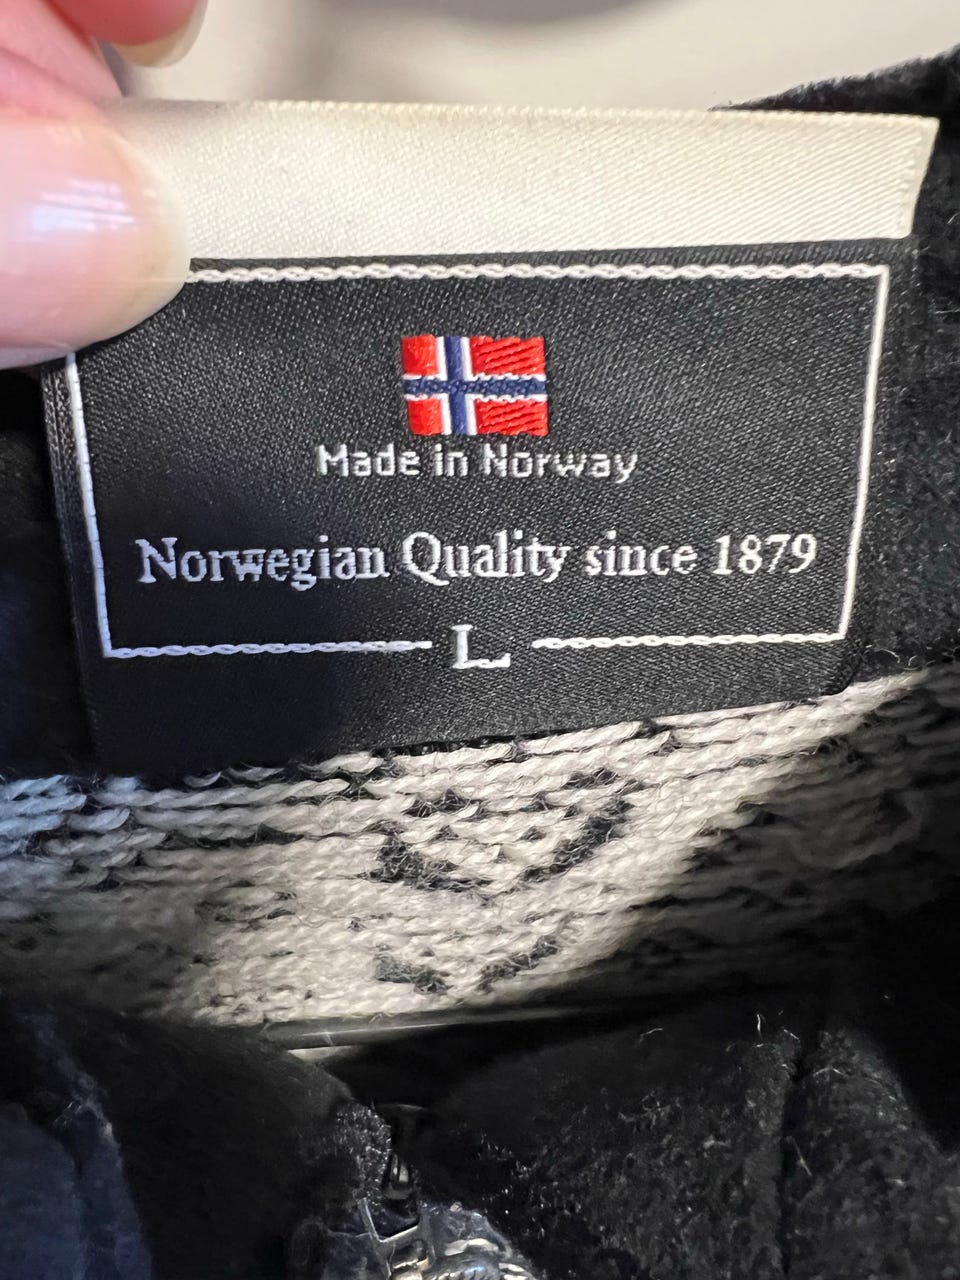 Made in Norway
Norwegian Quality since 1879
L